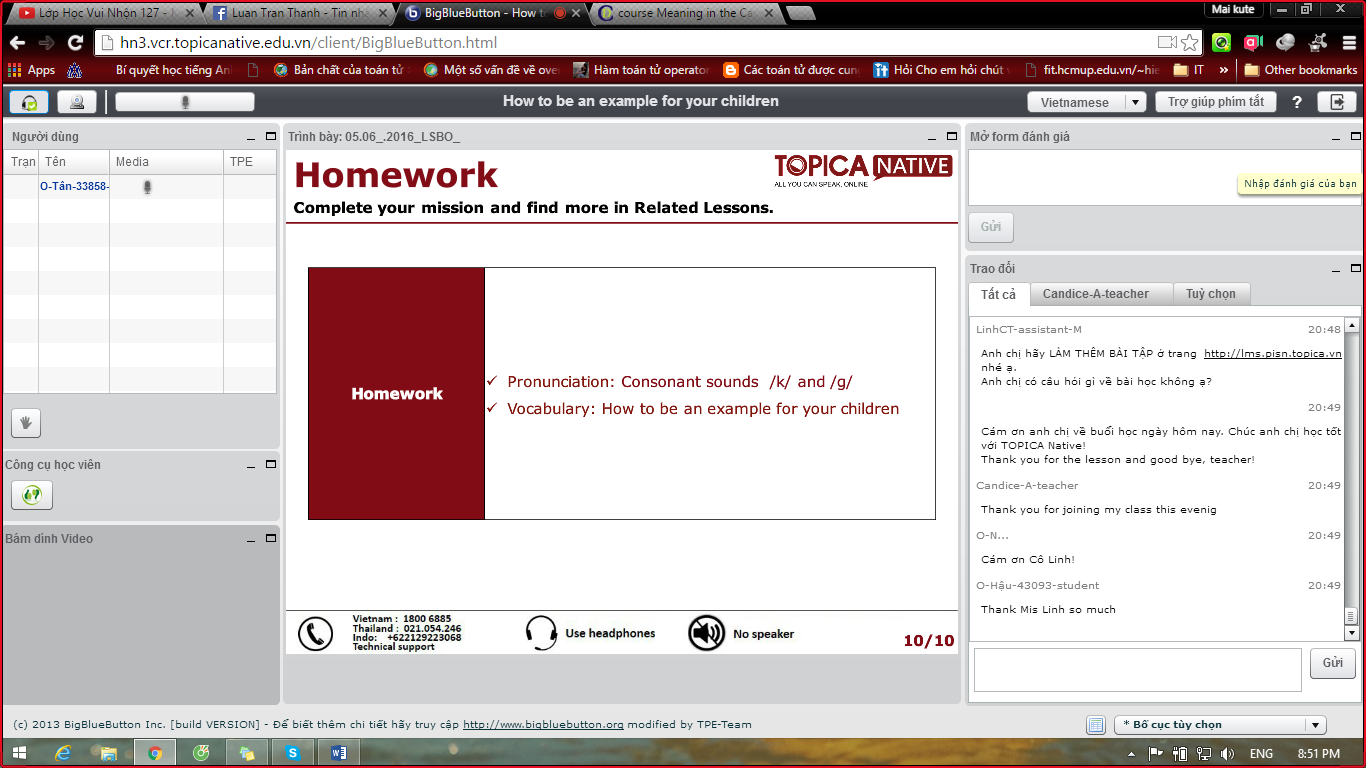 Lớp Học Vui Nhộn 127 -
Luan Tran Thanh - Tin nh
BigBlueButton - How t
course Meaning in the Ca
Mai kute
hn3.vcr.topicanative.edu.vn/client/BigBlueButton.html
Apps
Bí quyết học tiếng An
Bản chất của toán tử
Một số vấn đề về over
Hàm toán tử operator
Các toán tử được cung
Hỏi Cho em hỏi chút v
fit.hcmup.edu.vn/~hie
IT
»
Other bookmarks
How to be an example for your children
Vietnamese
Trợ giúp phím tắt
?
Người dùng
Trạn
Tên
Media
TPE
O-Tân-33858-
Công cụ học viên
Bám dính Video
Trình bày: 05.06_.2016_LSBO_
Homework
TOPICA NATIVE
ALL YOU CAN SPEAK, ONLINE
Complete your mission and find more in Related Lessons.
Homework
✓ Pronunciation: Consonant sounds /k/ and /g/
✓ Vocabulary: How to be an example for your children
Vietnam : 1800 6885
Thailand : 021.054.246
Indo: +622129223068
Technical support
Use headphones
No speaker
10/10
Mở form đánh giá
Nhập đánh giá của bạn
Gửi
Trao đổi
Tất cả
Candice-A-teacher
Tuỳ chọn
LinhCT-assistant-M 20:48
Anh chị hãy LÀM THÊM BÀI TẬP ở trang http://lms.pisn.topica.vn
nhé ạ.
Anh chị có câu hỏi gì về bài học không ạ?
20:49
Cám ơn anh chị về buổi học ngày hôm nay. Chúc anh chị học tốt
với TOPICA Native!
Thank you for the lesson and good bye, teacher!
Candice-A-teacher 20:49
Thank you for joining my class this evenig
O-N... 20:49
Cám ơn Cô Linh!
O-Hậu-43093-student 20:49
Thank Mis Linh so much
Gửi
(c) 2013 BigBlueButton Inc. [build VERSION] - Để biết thêm chi tiết hãy truy cập http://www.bigbluebutton.org modified by TPE-Team
* Bố cục tùy chọn
ENG
8:51 PM